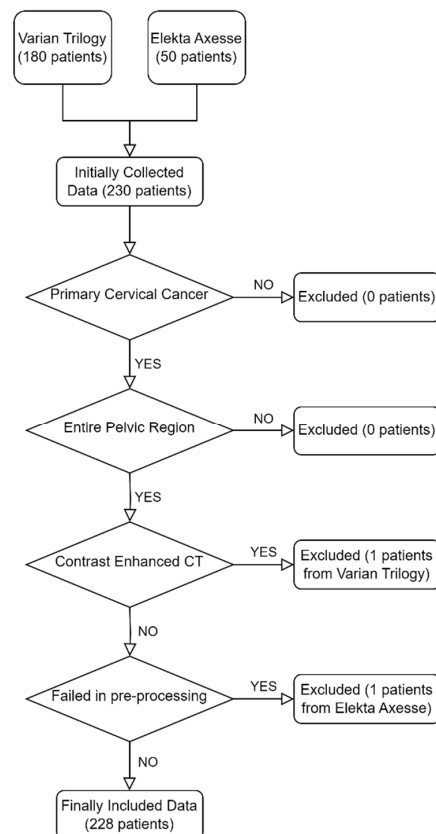 Varian Trilogy
(180 patients)
Elekta Axesse
(50 patients)
Initially Collected
Data (230 patients)
Primary Cervical Cancer
NO
Excluded (0 patients)
YES
Entire Pelvic Region
NO
Excluded (0 patients)
YES
Contrast Enhanced CT
YES
Excluded (1 patients
from Varian Trilogy)
NO
Failed in pre-processing
YES
Excluded (1 patients
from Elekta Axesse)
NO
Finally Included Data
(228 patients)